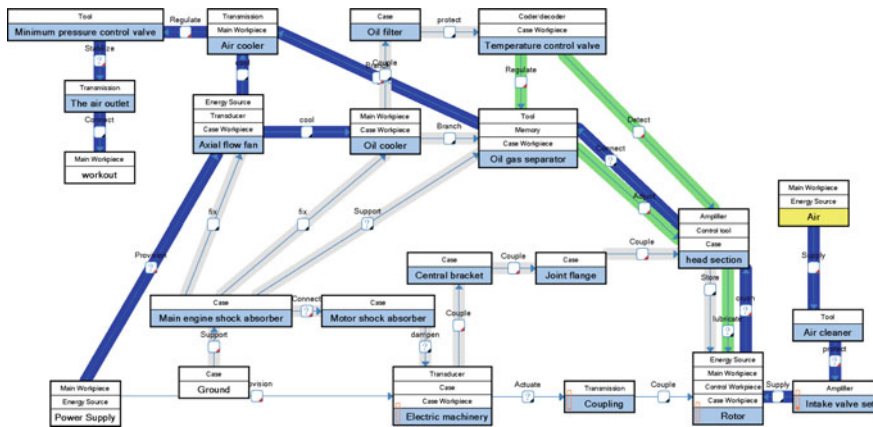 Tool
Minimum pressure control valve
Regulate
Transmission
Main Workpiece
Air cooler
Case
Oil filter
protect
Coder/decoder
Case Workpiece
Temperature control valve
Stabilize
cool
Couple
Branch
Regulate
Transmission
The air outlet
Energy Source
Transducer
Case Workpiece
Axial flow fan
cool
Main Workpiece
Case Workpiece
Oil cooler
Branch
Tool
Memory
Case Workpiece
Oil gas separator
Detect
Connect
Connect
Main Workpiece
workout
Adjust
Main Workpiece
Energy Source
Air
fix
fix
Support
Amplifier
Control tool
Case
head section
Provision
Supply
Case
Central bracket
Couple
Case
Joint flange
Couple
Store
crush
lubricate
Case
Main engine shock absorber
Connect
Case
Motor shock absorber
Couple
Tool
Air cleaner
Support
dampen
protect
Main Workpiece
Energy Source
Power Supply
Case
Ground
Transducer
Case
Case Workpiece
Electric machinery
Actuate
Transmission
Coupling
Couple
Energy Source
Main Workpiece
Control Workpiece
Case Workpiece
Rotor
Supply
Amplifier
Intake valve set